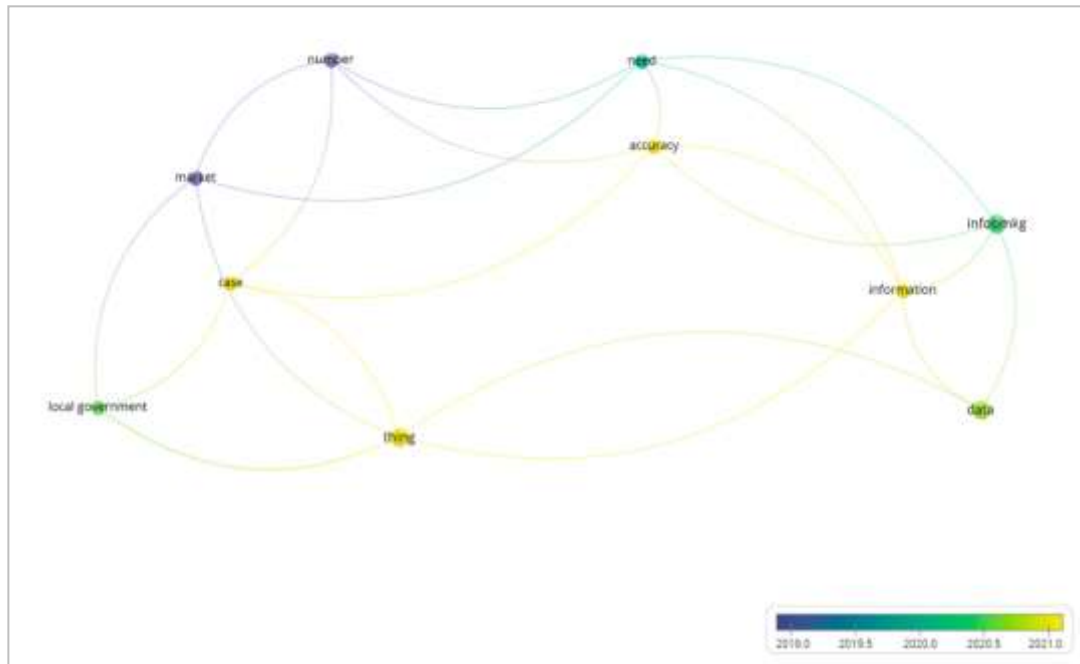 number
need
accuracy
market
infobmkg
case
information
local government
data
thing
2019.0 2019.5 2020.0 2020.5 2021.0